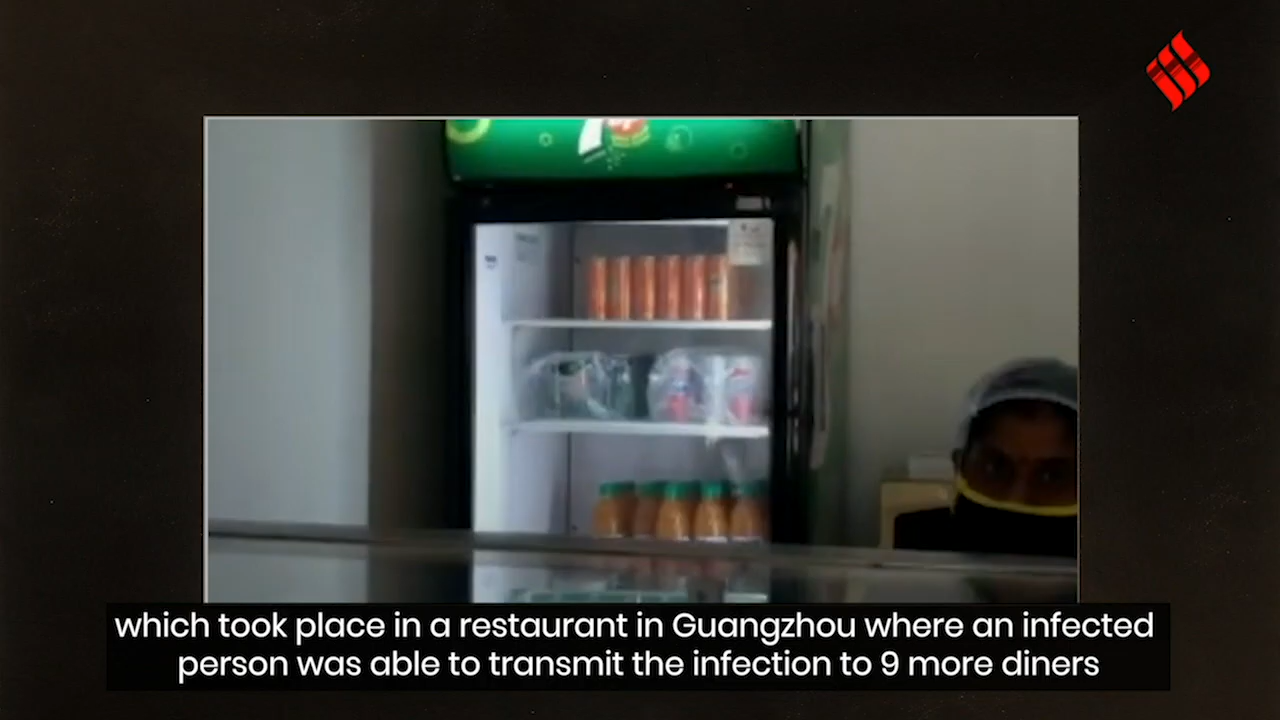 which took place in a restaurant in Guangzhou where an infected
person was able to transmit the infection to 9 more diners